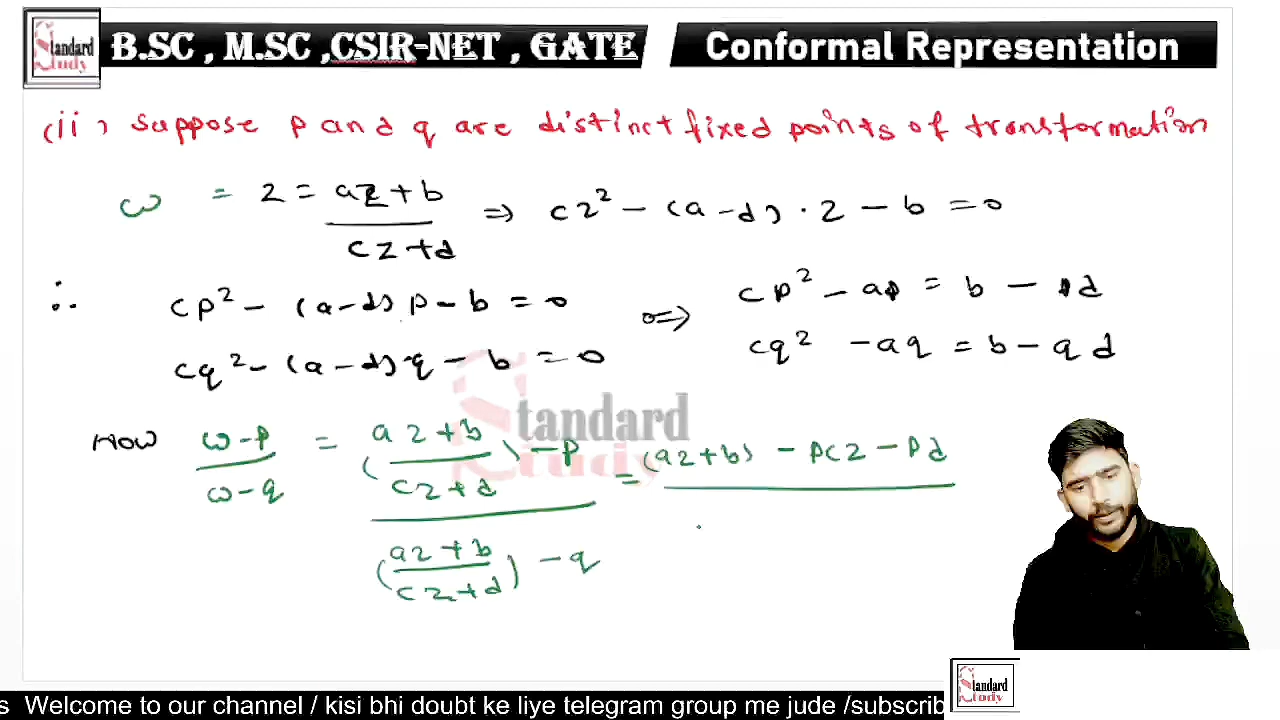 Standard Study
B.SC , M.SC ,CSIR-NET , GATE
Conformal Representation
(ii) suppose p and q are distinct fixed points of transformation
ω = z = az+b / cz+d ⇒ cz² - (a-d) · z - b = 0
∴ cp² - (a-d) p - b = 0 ⇒ cp² - ap = b - pd
cq² - (a-d) q - b = 0 cq² - aq = b - qd
Now ω-p / ω-q = (az+b / cz+d) - p / (az+b / cz+d) - q = (az+b) - pcz - pd
Standard Study
s Welcome to our channel / kisi bhi doubt ke liye telegram group me jude /subscrib
Standard Study